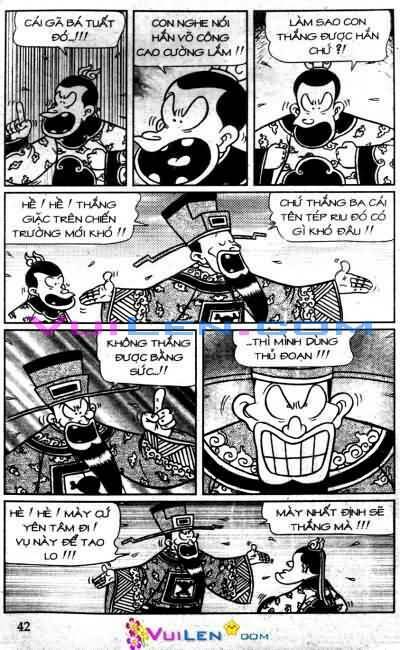 CÁI GÃ BÁ TUẤT
ĐÓ...!!!
CON NGHE NÓI
HẮN VÕ CÔNG
CAO CƯỜNG LẮM !!
LÀM SAO CON
THẮNG ĐƯỢC HẮN
CHỨ ?!
HỀ ! HỀ ! THẮNG
GIẶC TRÊN CHIẾN
TRƯỜNG MỚI KHÓ !!
CHỨ THẮNG BA CÁI
TÊN TÉP RIU ĐÓ CÓ
GÌ KHÓ ĐÂU !!!
VUILEN.COM
KHÔNG THẮNG
ĐƯỢC BẰNG
SỨC...!!
...THÌ MÌNH DÙNG
THỦ ĐOẠN !!!
HÈ ! HÈ ! MÀY CỨ
YÊN TÂM ĐI !
VỤ NÀY ĐỂ TAO
LO !!!
MÀY NHẤT ĐỊNH SẼ
THẮNG MÀ !!!
42
VUILEN.COM